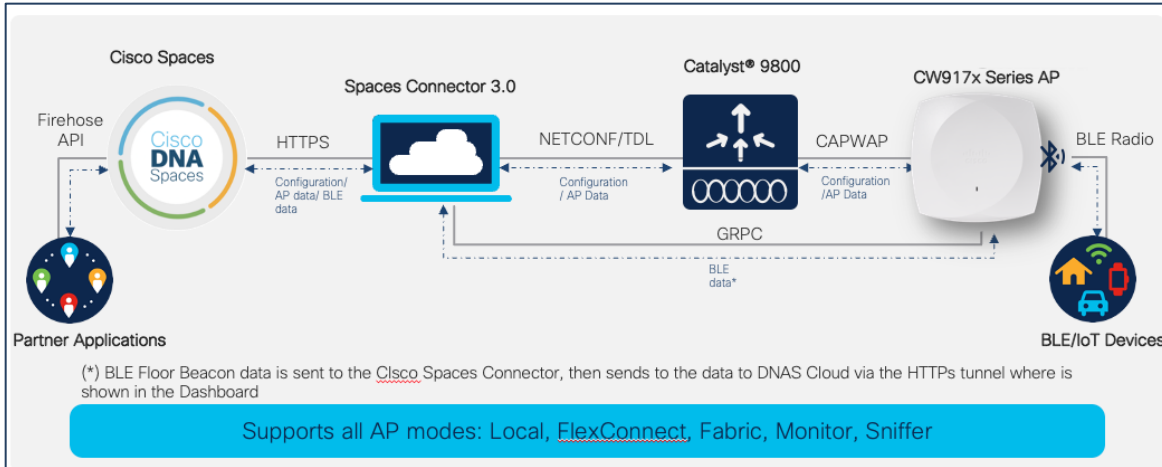 Cisco Spaces
Spaces Connector 3.0
Catalyst® 9800
CW917x Series AP
Firehose
API
Cisco
DNA
Spaces
HTTPS
NETCONF/TDL
CAPWAP
BLE Radio
Configuration/
AP data/ BLE
data
Configuration
/ AP Data
Configuration
/AP Data
GRPC
BLE
data*
Partner Applications
BLE/IoT Devices
(*) BLE Floor Beacon data is sent to the CIsco Spaces Connector, then sends to the data to DNAS Cloud via the HTTPs tunnel where is
shown in the Dashboard
Supports all AP modes: Local, FlexConnect, Fabric, Monitor, Sniffer